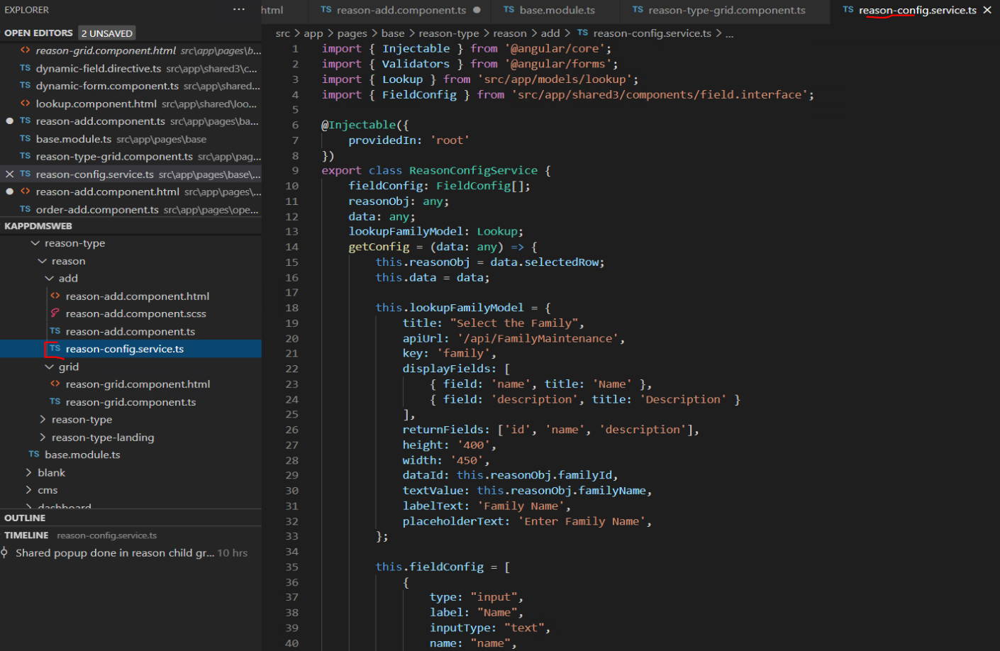 EXPLORER ...
OPEN EDITORS 2 UNSAVED
<> reason-grid.component.html src\app\pages\b...
TS dynamic-field.directive.ts src\app\shared3\c...
TS dynamic-form.component.ts src\app\shared...
<> lookup.component.html src\app\shared\loo...
TS reason-add.component.ts src\app\pages\ba...
TS base.module.ts src\app\pages\base
TS reason-type-grid.component.ts src\app\pag...
TS reason-config.service.ts src\app\pages\base\...
<> reason-add.component.html src\app\pages\...
TS order-add.component.ts src\app\pages\ope...
KAPPDMSWEB
reason-type
reason
add
<> reason-add.component.html
reason-add.component.scss
TS reason-add.component.ts
TS reason-config.service.ts
grid
<> reason-grid.component.html
TS reason-grid.component.ts
reason-type
reason-type-landing
TS base.module.ts
blank
cms
dashboard
OUTLINE
TIMELINE reason-config.service.ts
Shared popup done in reason child gr... 10 hrs
html TS reason-add.component.ts TS base.module.ts TS reason-type-grid.component.ts TS reason-config.service.ts
src > app > pages > base > reason-type > reason > add > TS reason-config.service.ts > ...
1 import { Injectable } from '@angular/core';
2 import { Validators } from '@angular/forms';
3 import { Lookup } from 'src/app/models/lookup';
4 import { FieldConfig } from 'src/app/shared3/components/field.interface';
5
6 @Injectable({
7 providedIn: 'root'
8 })
9 export class ReasonConfigService {
10 fieldConfig: FieldConfig[];
11 reasonObj: any;
12 data: any;
13 lookupFamilyModel: Lookup;
14 getConfig = (data: any) => {
15 this.reasonObj = data.selectedRow;
16 this.data = data;
17
18 this.lookupFamilyModel = {
19 title: "Select the Family",
20 apiUrl: '/api/FamilyMaintenance',
21 key: 'family',
22 displayFields: [
23 { field: 'name', title: 'Name' },
24 { field: 'description', title: 'Description' }
25 ],
26 returnFields: ['id', 'name', 'description'],
27 height: '400',
28 width: '450',
29 dataId: this.reasonObj.familyId,
30 textValue: this.reasonObj.familyName,
31 labelText: 'Family Name',
32 placeholderText: 'Enter Family Name',
33 };
34
35 this.fieldConfig = [
36 {
37 type: "input",
38 label: "Name",
39 inputType: "text",
40 name: "name",